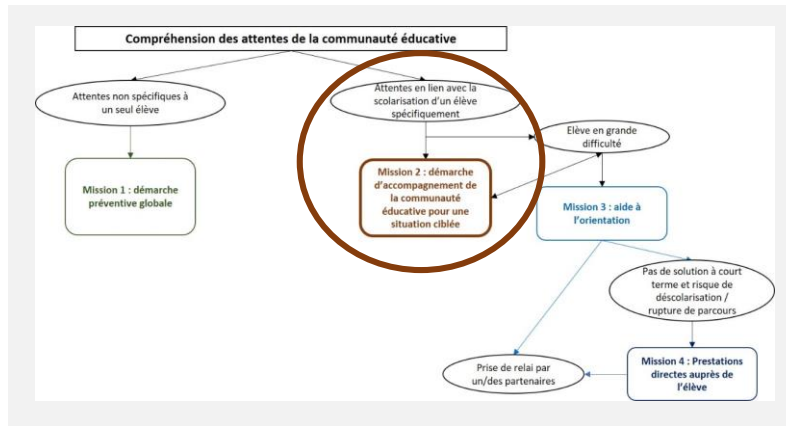 Compréhension des attentes de la communauté éducative
Attentes non spécifiques à
un seul élève
Attentes en lien avec la
scolarisation d'un élève
spécifiquement
Elève en grande
difficulté
Mission 1 : démarche
préventive globale
Mission 2 : démarche
d'accompagnement de
la communauté
éducative pour une
situation ciblée
Mission 3 : aide à
l'orientation
Pas de solution à court
terme et risque de
déscolarisation /
rupture de parcours
Prise de relai par
un/des partenaires
Mission 4 : Prestations
directes auprès de
l'élève